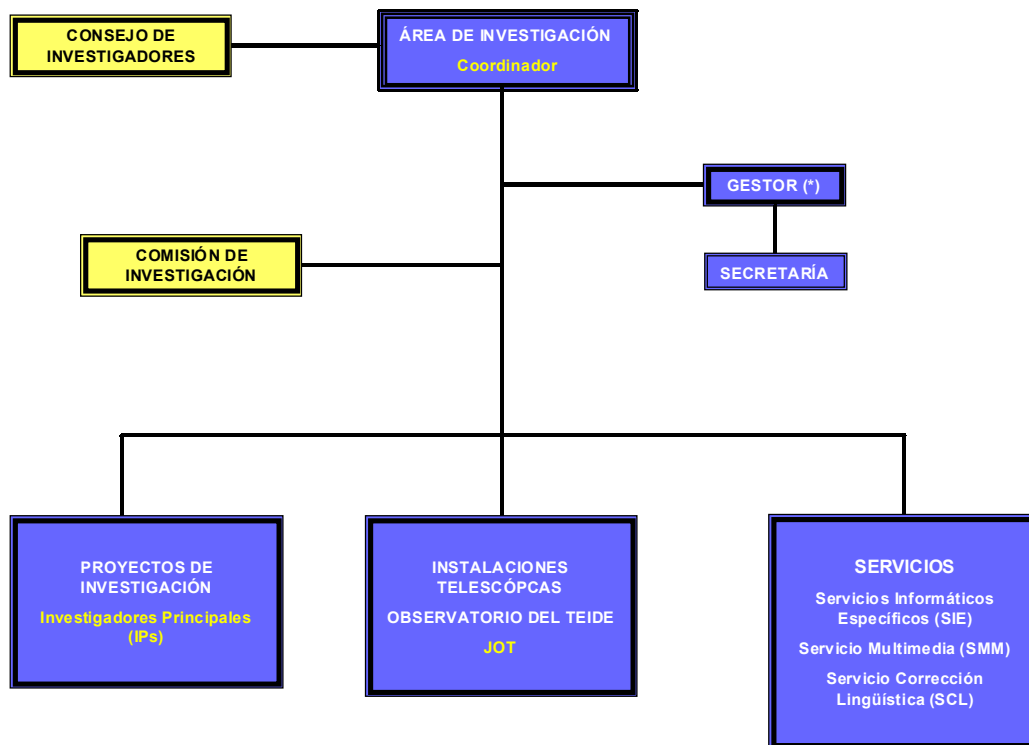 CONSEJO DE
INVESTIGADORES
ÁREA DE INVESTIGACIÓN
Coordinador
GESTOR (*)
COMISIÓN DE
INVESTIGACIÓN
SECRETARÍA
PROYECTOS DE
INVESTIGACIÓN
Investigadores Principales
(IPs)
INSTALACIONES
TELESCÓPCAS
OBSERVATORIO DEL TEIDE
JOT
SERVICIOS
Servicios Informáticos
Específicos (SIE)
Servicio Multimedia (SMM)
Servicio Corrección
Lingüística (SCL)